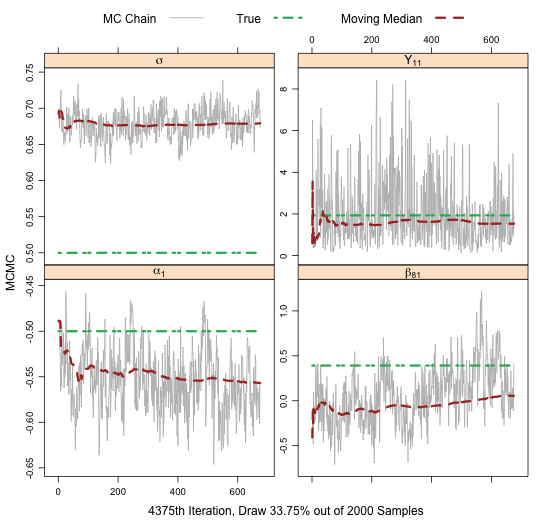 MC Chain True Moving Median
0 200 400 600
σ Y11
0.75
0.70
0.65
0.60
0.55
0.50
8
6
4
2
0
MCMC
α1 β81
-0.45
-0.50
-0.55
-0.60
-0.65
1.0
0.5
0.0
-0.5
0 200 400 600
4375th Iteration, Draw 33.75% out of 2000 Samples